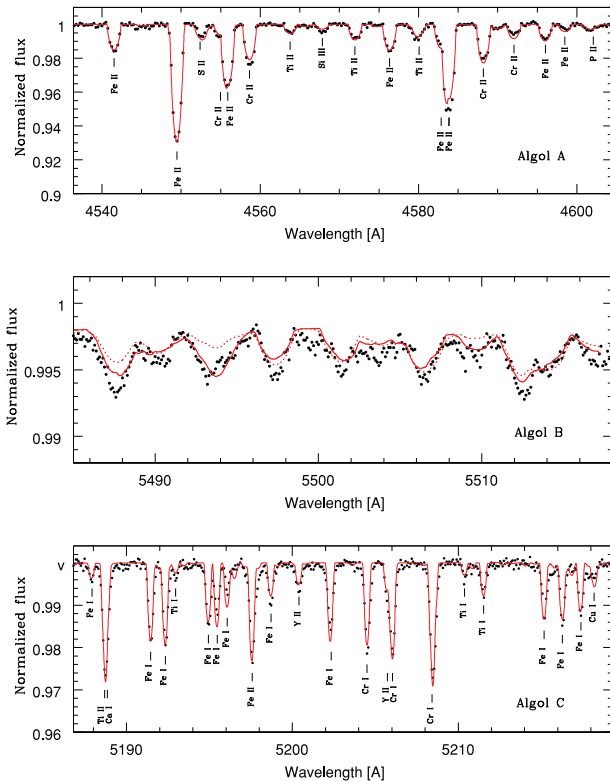 Normalized flux
1
0.98
0.96
0.94
0.92
0.9
Fe II
Fe II
S II
Cr II
Fe II
Cr II
Ti II
Si III
Ti II
Fe II
Ti II
Fe II
Fe II
Cr II
Cr II
Fe II
Fe II
P II
Algol A
4540 4560 4580 4600
Wavelength [A]
Normalized flux
1
0.995
0.99
Algol B
5490 5500 5510
Wavelength [A]
Normalized flux
v
0.99
0.98
0.97
0.96
Fe I
Ti II
Ca I
Fe I
Fe I
Ti I
Fe I
Fe I
Fe I
Fe II
Fe I
Y II
Fe I
Cr I
Y II
Cr I
Cr I
Ti I
Ti I
Fe I
Fe I
Fe I
Cu I
Algol C
5190 5200 5210
Wavelength [A]